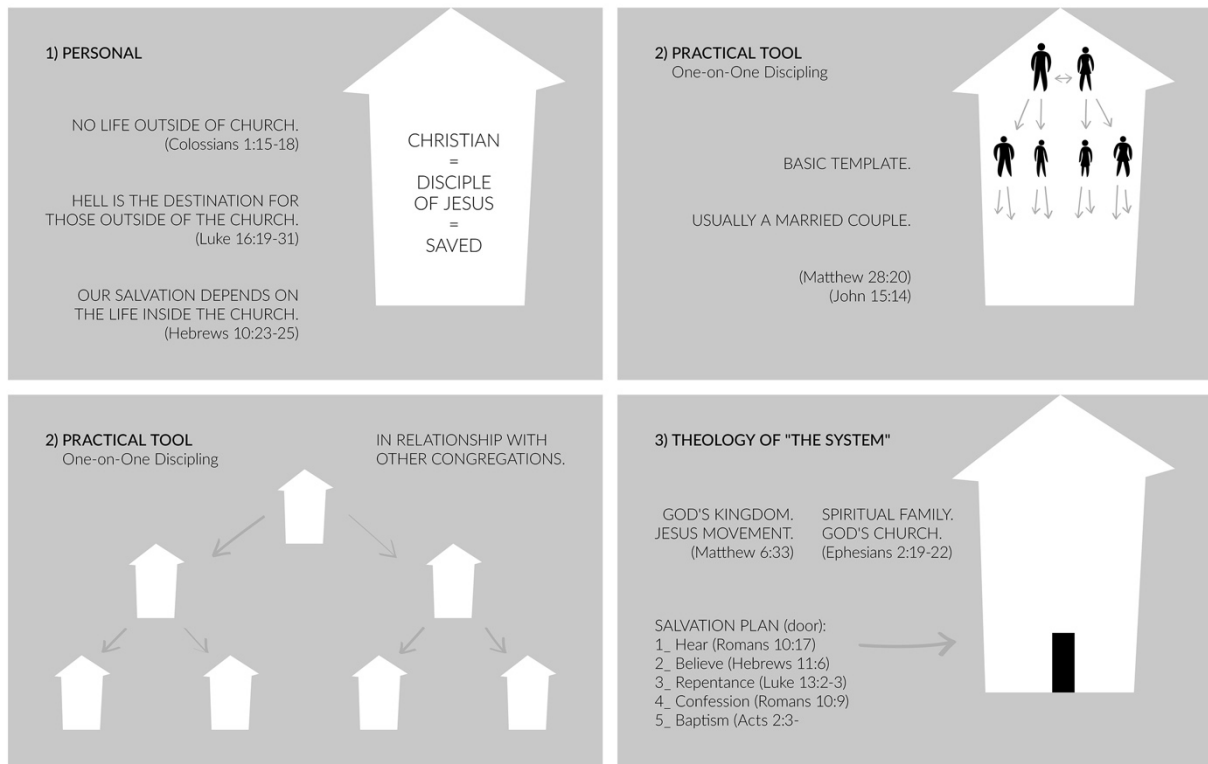 1) PERSONAL
NO LIFE OUTSIDE OF CHURCH.
(Colossians 1:15-18)
HELL IS THE DESTINATION FOR
THOSE OUTSIDE OF THE CHURCH.
(Luke 16:19-31)
OUR SALVATION DEPENDS ON
THE LIFE INSIDE THE CHURCH.
(Hebrews 10:23-25)
CHRISTIAN
=
DISCIPLE
OF JESUS
=
SAVED
2) PRACTICAL TOOL
One-on-One Discipling
BASIC TEMPLATE.
USUALLY A MARRIED COUPLE.
(Matthew 28:20)
(John 15:14)
2) PRACTICAL TOOL
One-on-One Discipling
IN RELATIONSHIP WITH
OTHER CONGREGATIONS.
3) THEOLOGY OF "THE SYSTEM"
GOD'S KINGDOM.
JESUS MOVEMENT.
(Matthew 6:33)
SPIRITUAL FAMILY.
GOD'S CHURCH.
(Ephesians 2:19-22)
SALVATION PLAN (door):
1_ Hear (Romans 10:17)
2_ Believe (Hebrews 11:6)
3_ Repentance (Luke 13:2-3)
4_ Confession (Romans 10:9)
5_ Baptism (Acts 2:3-